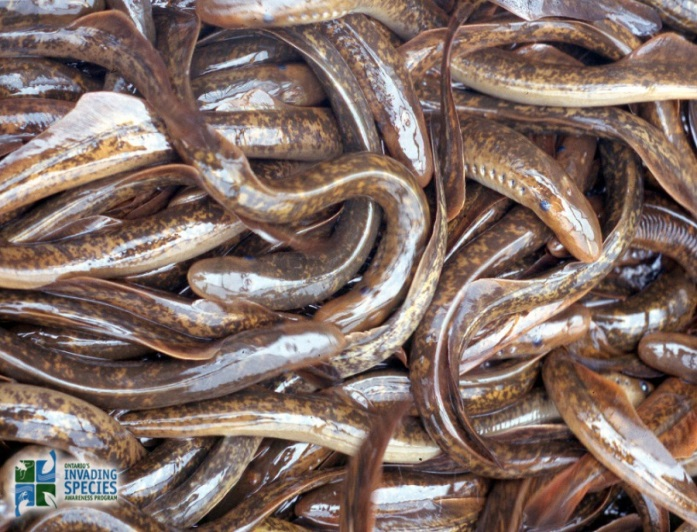 ONTARIO'S
INVADING
SPECIES
AWARENESS PROGRAM